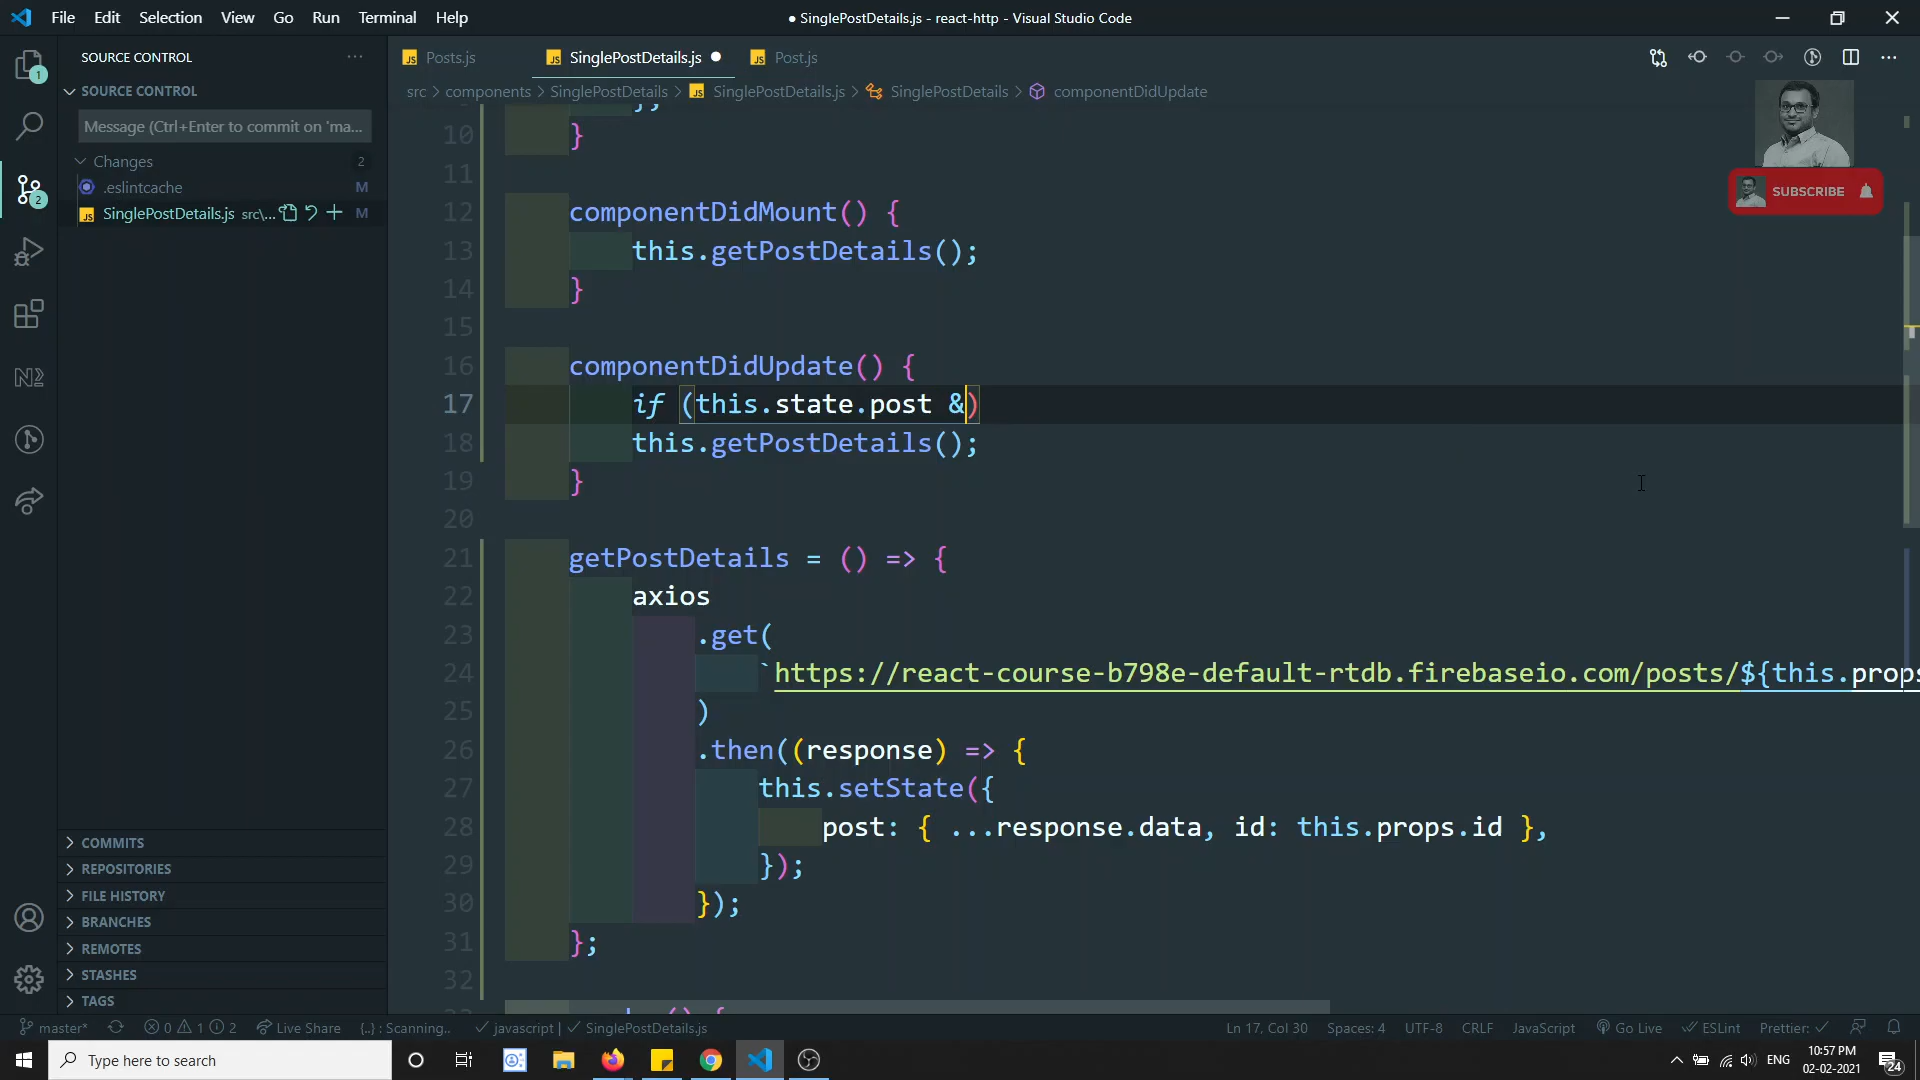 File Edit Selection View Go Run Terminal Help
● SinglePostDetails.js - react-http - Visual Studio Code
SOURCE CONTROL ···
Posts.js SinglePostDetails.js ● Post.js
SOURCE CONTROL
src > components > SinglePostDetails > SinglePostDetails.js > SinglePostDetails > componentDidUpdate
Message (Ctrl+Enter to commit on 'ma...
Changes 2
.eslintcache M
SinglePostDetails.js src\... M
1
2
SUBSCRIBE
};
10 }
11
12 componentDidMount() {
13 this.getPostDetails();
14 }
15
16 componentDidUpdate() {
17 if (this.state.post &)
18 this.getPostDetails();
19 }
20
21 getPostDetails = () => {
22 axios
23 .get(
24 `https://react-course-b798e-default-rtdb.firebaseio.com/posts/${this.props
25 )
26 .then((response) => {
27 this.setState({
28 post: { ...response.data, id: this.props.id },
29 });
30 });
31 };
32
COMMITS
REPOSITORIES
FILE HISTORY
BRANCHES
REMOTES
STASHES
TAGS
master* 0 1 2 Live Share {..} : Scanning.. javascript | SinglePostDetails.js Ln 17, Col 30 Spaces: 4 UTF-8 CRLF JavaScript Go Live ESLint Prettier: ✓
Type here to search
ENG 10:57 PM
02-02-2021
24